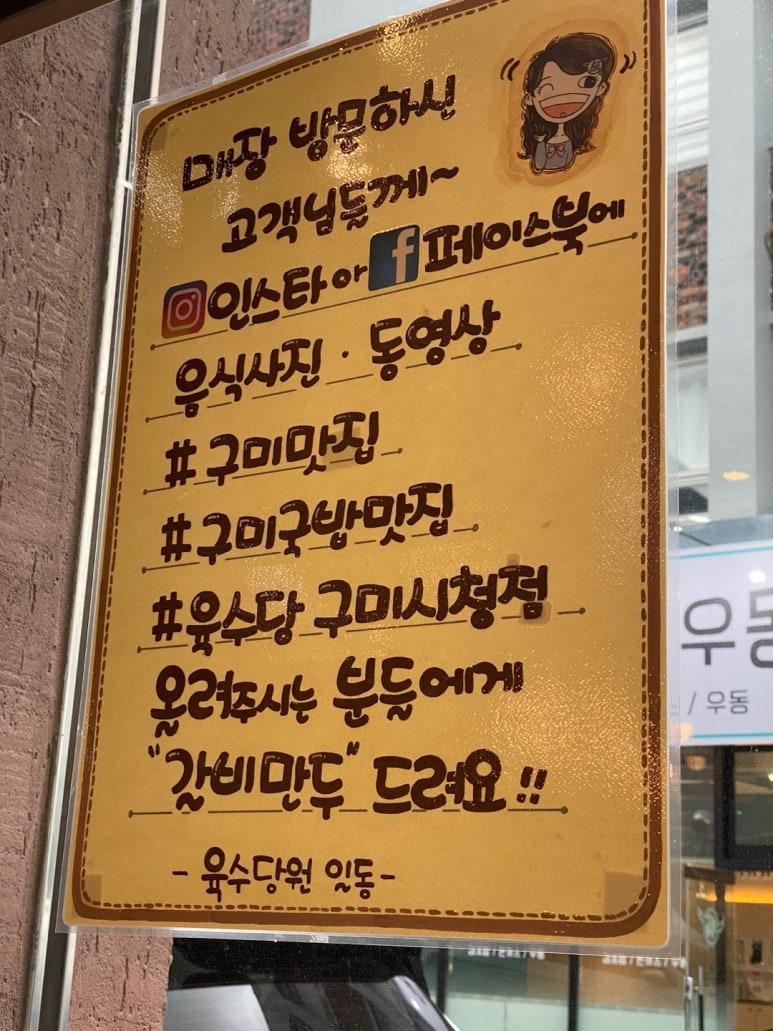 매장 방문하신
고객님들께~
인스타 or f 페이스북에
음식사진 · 동영상
# 구미맛집
# 구미국밥맛집
# 육수당 구미시청점
올려주시는 분들에게
"갈비만두" 드려요!!
- 육수당원 일동 -
우동
/ 우동